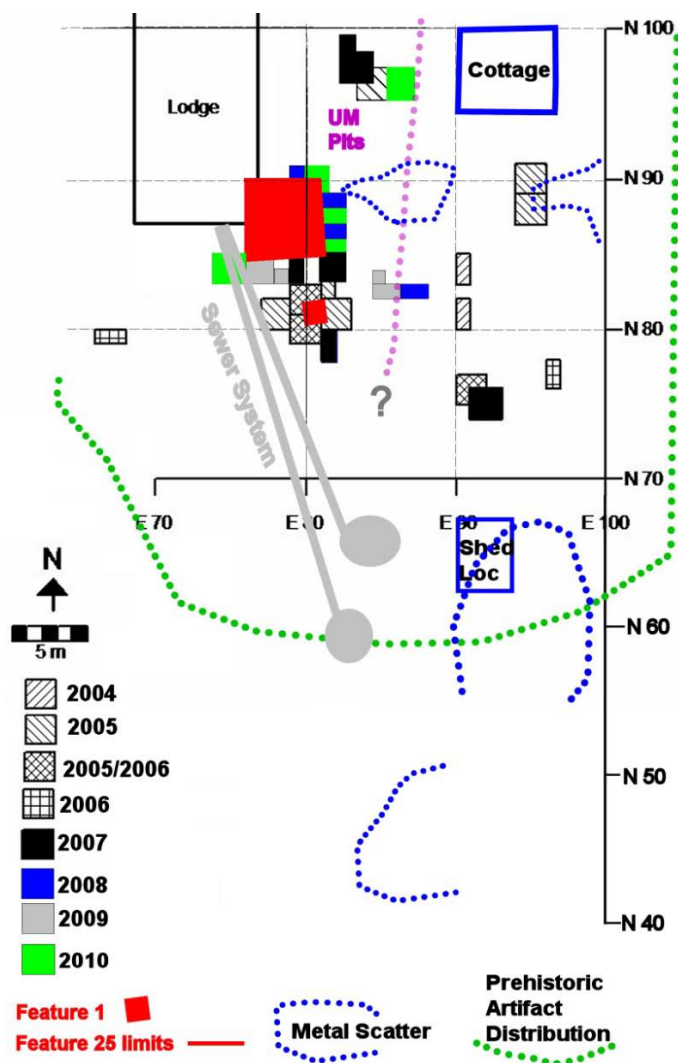 N 100
Cottage
Lodge
UM
Pits
N 90
N 80
Sewer System
?
N 70
E 70
E 80
E 90
E 100
Shed
Loc
N
5 m
N 60
2004
2005
2005/2006
2006
2007
2008
2009
2010
N 50
N 40
Feature 1
Feature 25 limits
Metal Scatter
Prehistoric
Artifact
Distribution